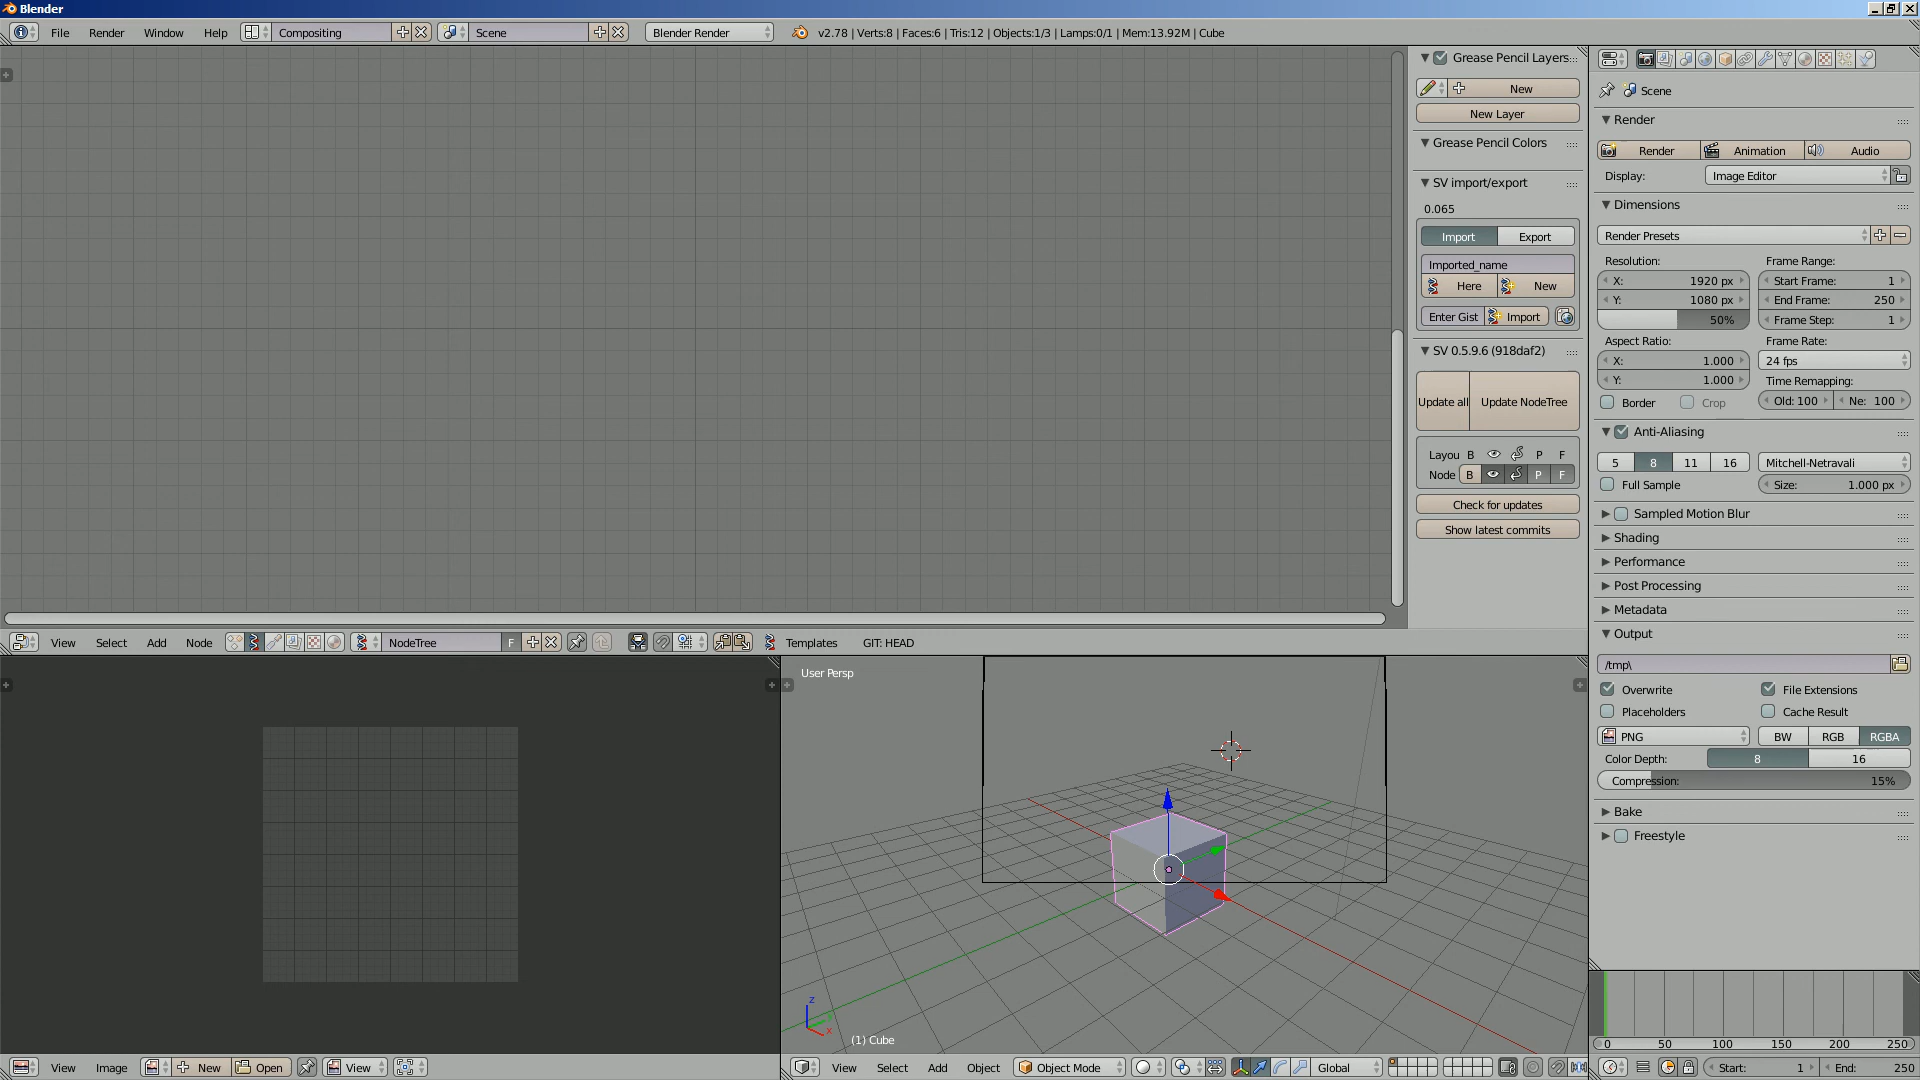 Blender
File Render Window Help Compositing Scene Blender Render v2.78 | Verts:8 | Faces:6 | Tris:12 | Objects:1/3 | Lamps:0/1 | Mem:13.92M | Cube
Grease Pencil Layers
New
New Layer
Grease Pencil Colors
SV import/export
0.065
Import Export
Imported_name
Here New
Enter Gist Import
SV 0.5.9.6 (918daf2)
Update all Update NodeTree
Layou B P F
Node B P F
Check for updates
Show latest commits
Scene
Render
Render Animation Audio
Display: Image Editor
Dimensions
Render Presets
Resolution: Frame Range:
X: 1920 px Start Frame: 1
Y: 1080 px End Frame: 250
50% Frame Step: 1
Aspect Ratio: Frame Rate:
X: 1.000 24 fps
Y: 1.000 Time Remapping:
Border Crop Old: 100 Ne: 100
Anti-Aliasing
5 8 11 16 Mitchell-Netravali
Full Sample Size: 1.000 px
Sampled Motion Blur
Shading
Performance
Post Processing
Metadata
Output
/tmp\
Overwrite File Extensions
Placeholders Cache Result
PNG BW RGB RGBA
Color Depth: 8 16
Compression: 15%
Bake
Freestyle
View Select Add Node NodeTree F Templates GIT: HEAD
User Persp
z
y
x
(1) Cube
0 50 100 150 200 250
View Image New Open View
View Select Add Object Object Mode Global
Start: 1 End: 250